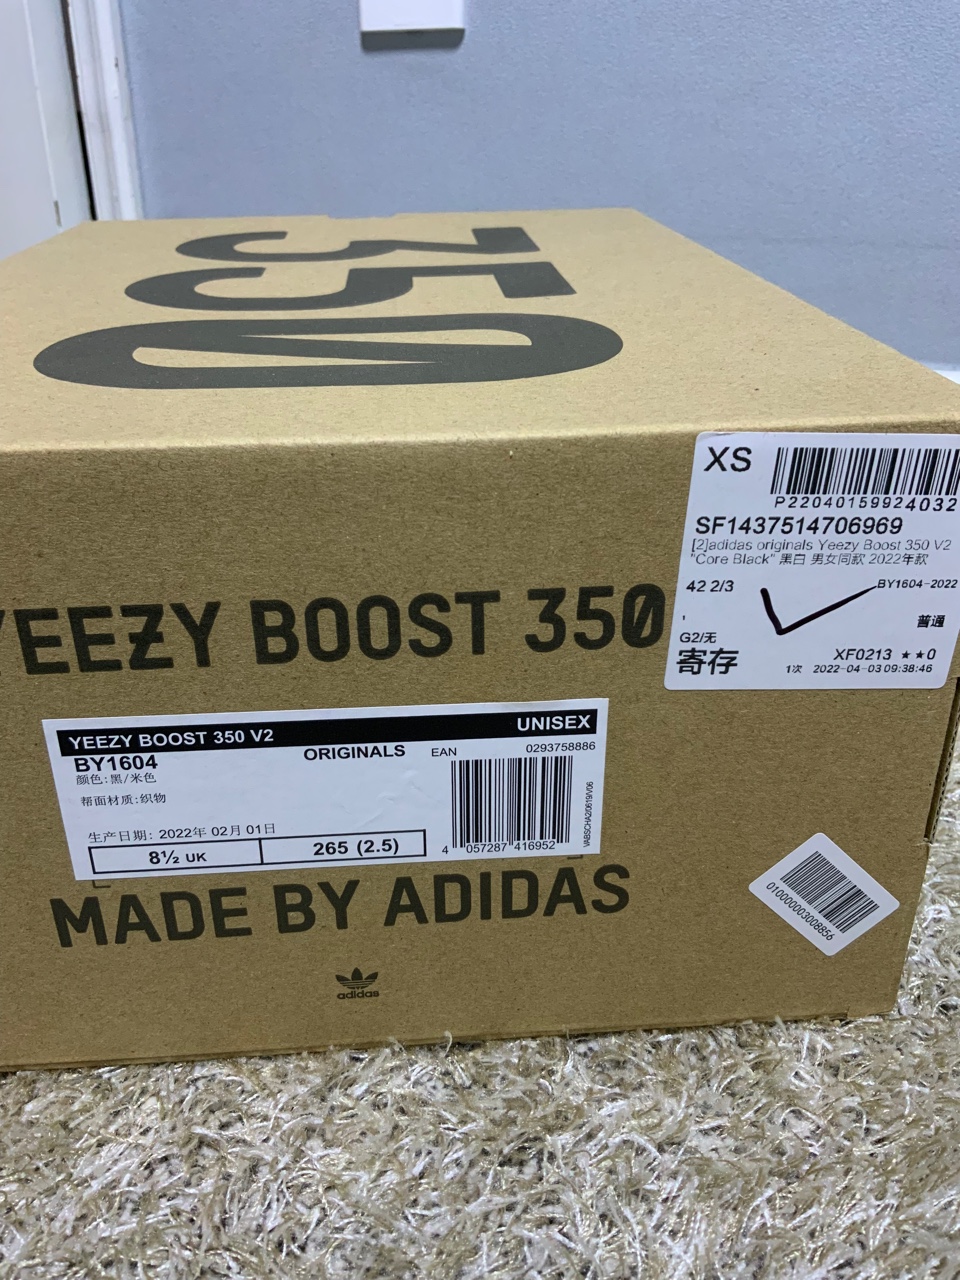 350
XS
P22040159924032
SF1437514706969
[2]adidas originals Yeezy Boost 350 V2
"Core Black" 黑白 男女同款 2022年款
42 2/3
BY1604-2022
普通
G2/无
寄存
XF0213 ★★0
1次 2022-04-03 09:38:46
YEEZY BOOST 350
YEEZY BOOST 350 V2 UNISEX
BY1604 ORIGINALS EAN 0293758886
颜色:黑/米色
帮面材质:织物
生产日期: 2022年 02月 01日
8½ UK 265 (2.5)
4 057287 416952
MADE BY ADIDAS
adidas
010000003008856